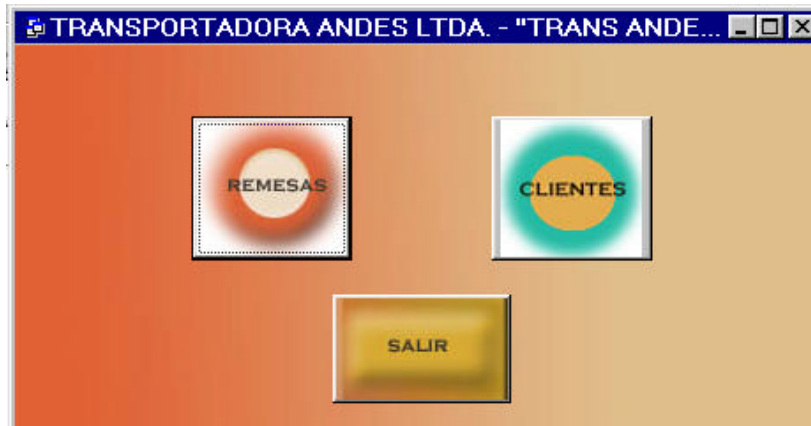 TRANSPORTADORA ANDES LTDA. - "TRANS ANDE...
REMESAS
CLIENTES
SALIR